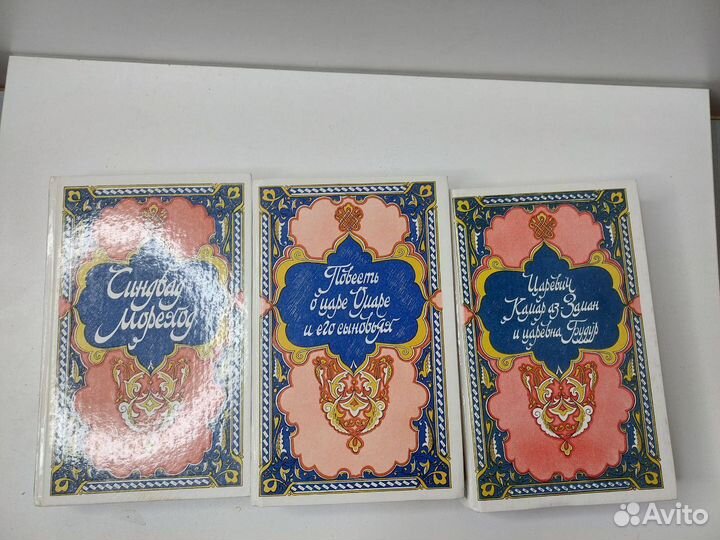 Синдбад
Мореход
Повесть
о царе Омаре
и его сыновьях
Царевич
Камар аз-Заман
и царевна Будур
Avito